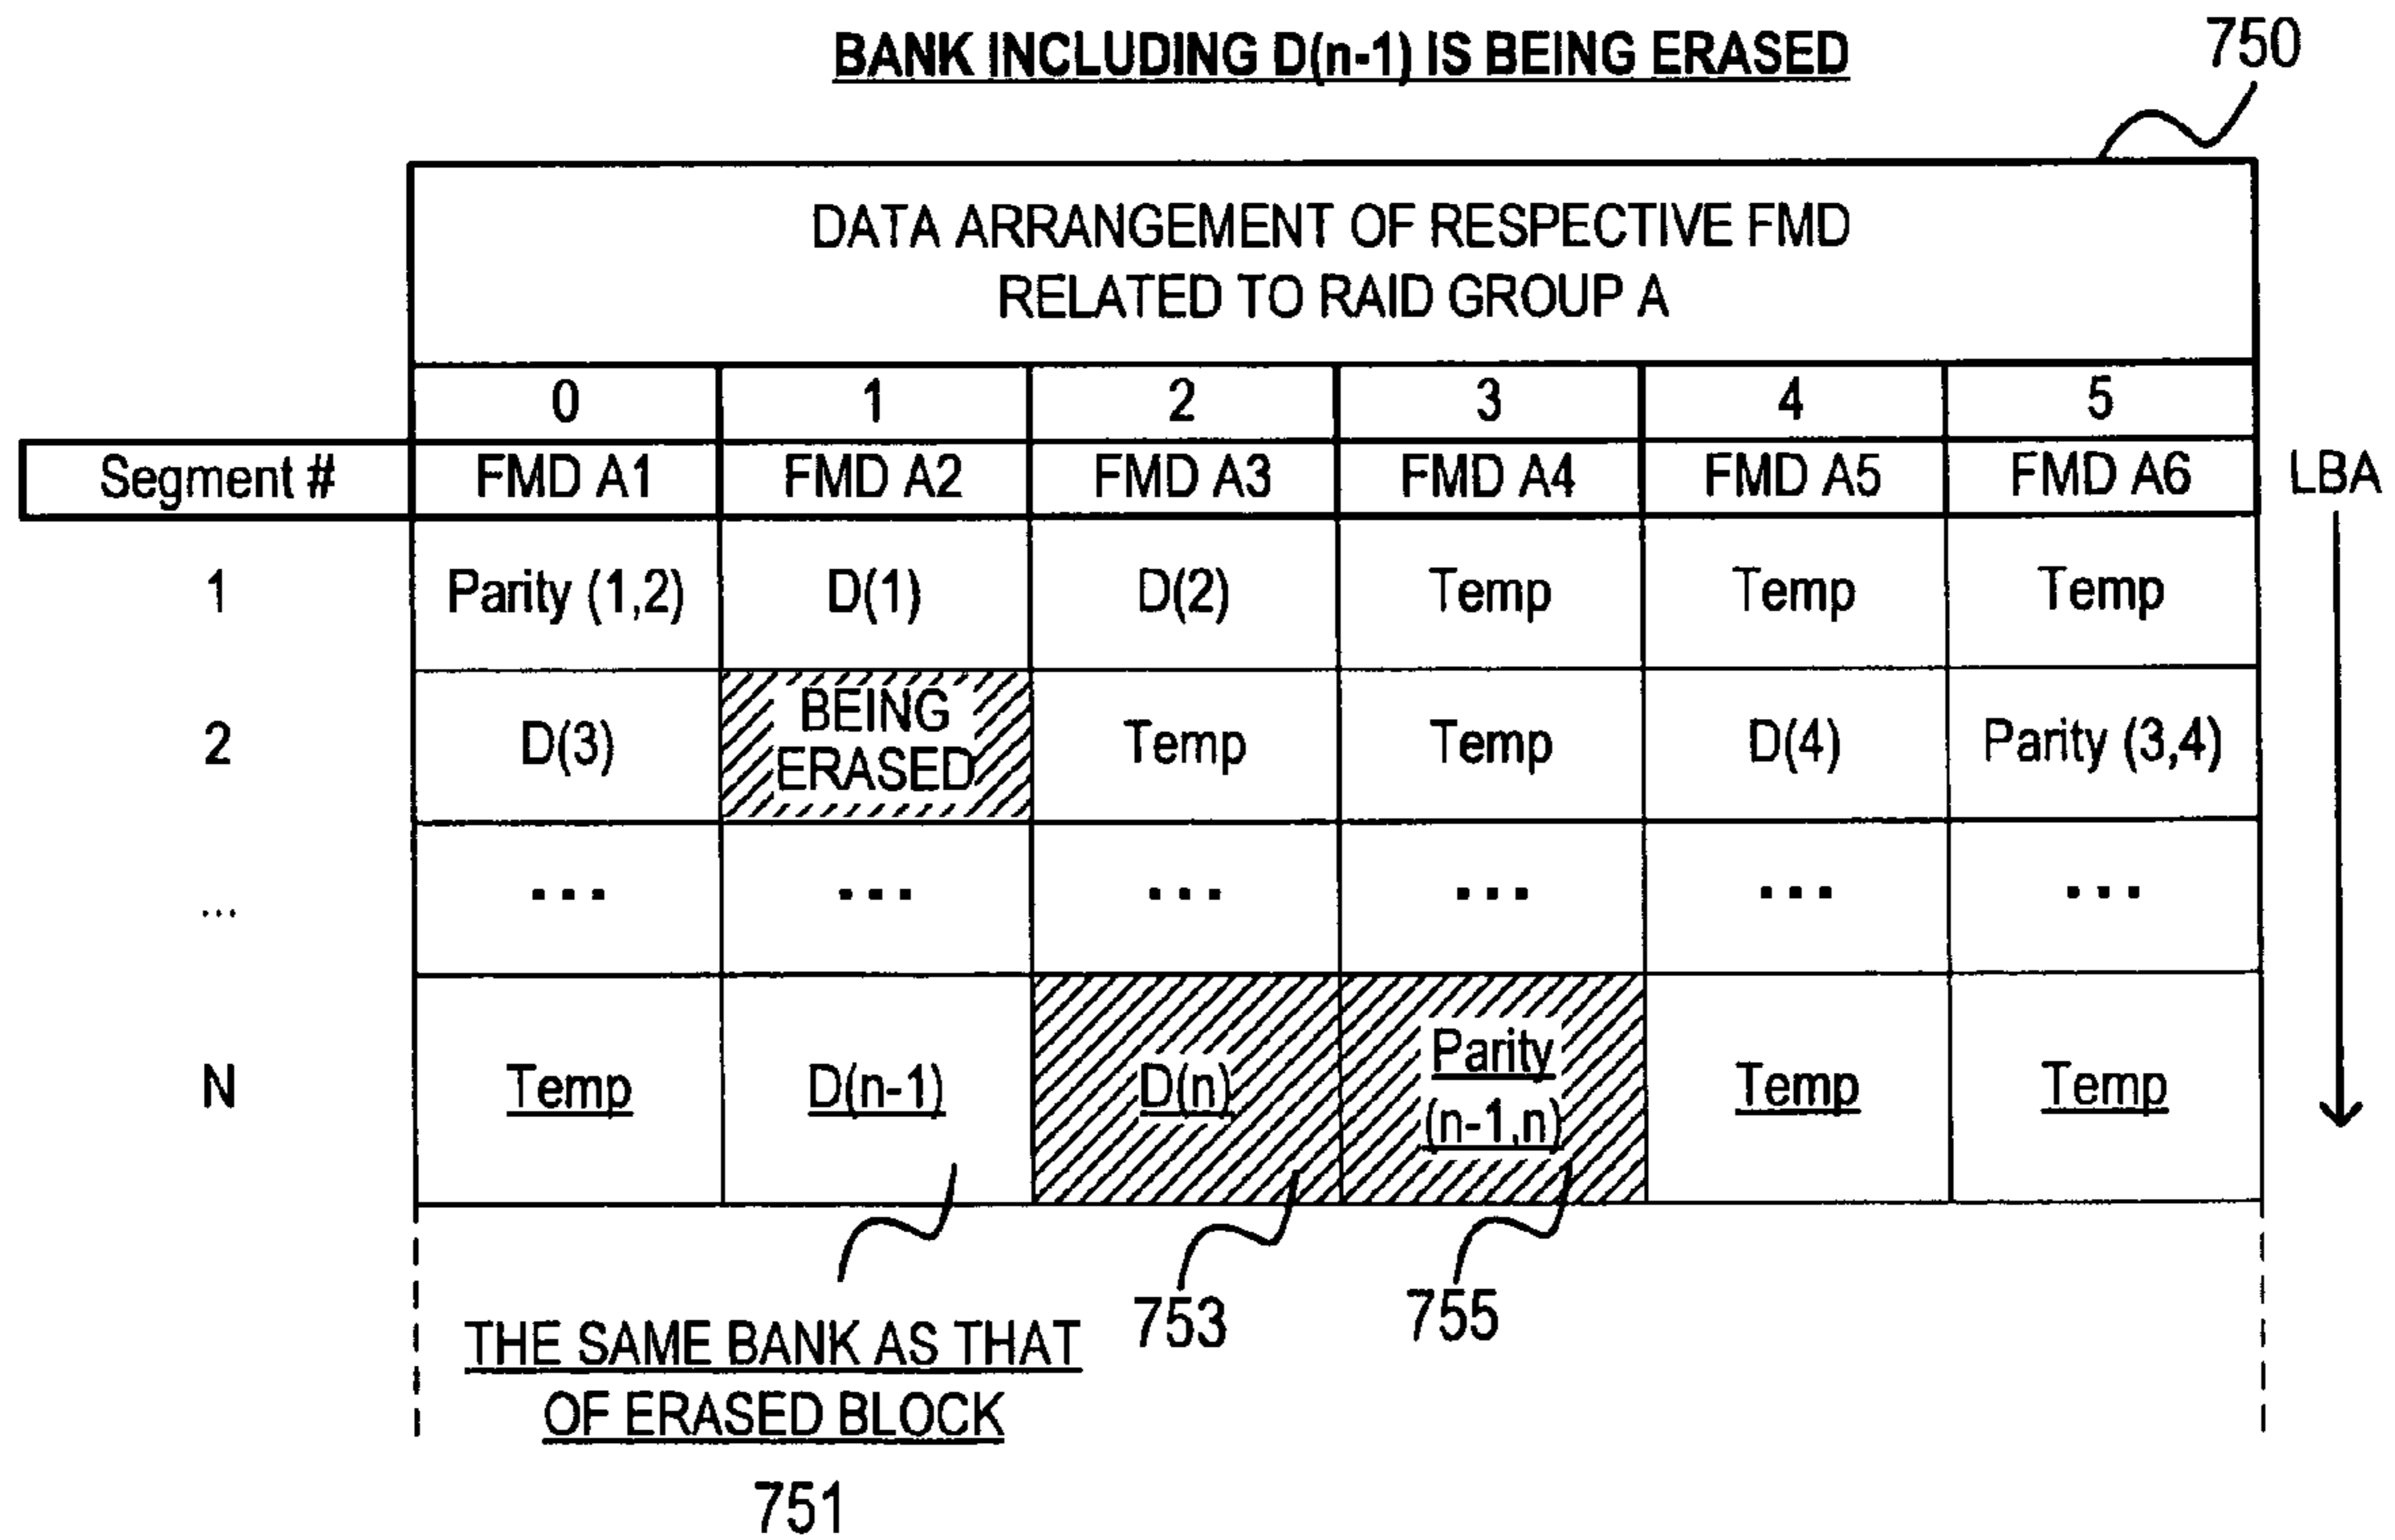 BANK INCLUDING D(n-1) IS BEING ERASED
750
DATA ARRANGEMENT OF RESPECTIVE FMD
RELATED TO RAID GROUP A
0 1 2 3 4 5
Segment # FMD A1 FMD A2 FMD A3 FMD A4 FMD A5 FMD A6 LBA
1 Parity (1,2) D(1) D(2) Temp Temp Temp
2 D(3) BEING ERASED Temp Temp D(4) Parity (3,4)
... ... ... ... ... ... ...
N Temp D(n-1) D(n) Parity (n-1,n) Temp Temp
753 755
THE SAME BANK AS THAT
OF ERASED BLOCK
751